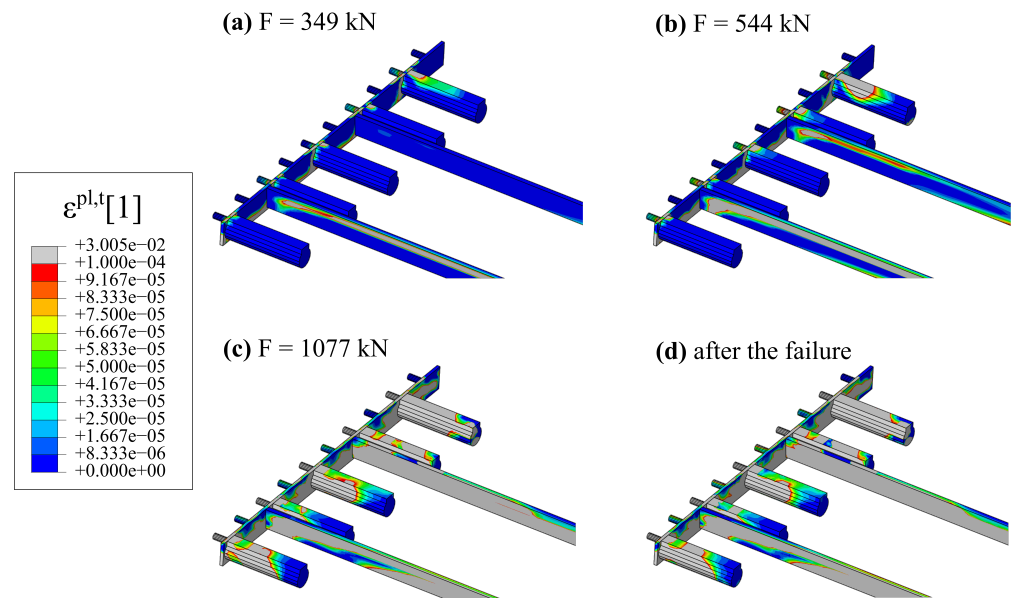 (a) F = 349 kN
(b) F = 544 kN
ε^pl,t[1]
+3.005e−02
+1.000e−04
+9.167e−05
+8.333e−05
+7.500e−05
+6.667e−05
+5.833e−05
+5.000e−05
+4.167e−05
+3.333e−05
+2.500e−05
+1.667e−05
+8.333e−06
+0.000e+00
(c) F = 1077 kN
(d) after the failure